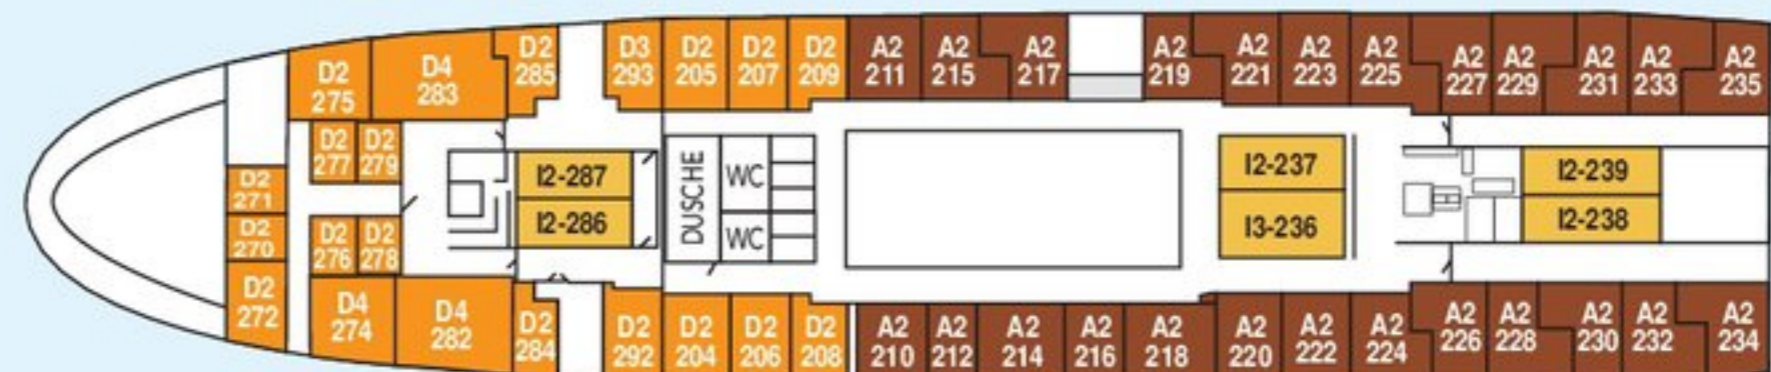 D2
275
D4
283
D2
285
D3
293
D2
205
D2
207
D2
209
A2
211
A2
215
A2
217
A2
219
A2
221
A2
223
A2
225
A2
227
A2
229
A2
231
A2
233
A2
235
D2
277
D2
279
D2
271
D2
270
D2
272
D2
276
D2
278
I2-287
I2-286
DUSCHE
WC
WC
I2-237
I3-236
I2-239
I2-238
D4
274
D4
282
D2
284
D2
292
D2
204
D2
206
D2
208
A2
210
A2
212
A2
214
A2
216
A2
218
A2
220
A2
222
A2
224
A2
226
A2
228
A2
230
A2
232
A2
234